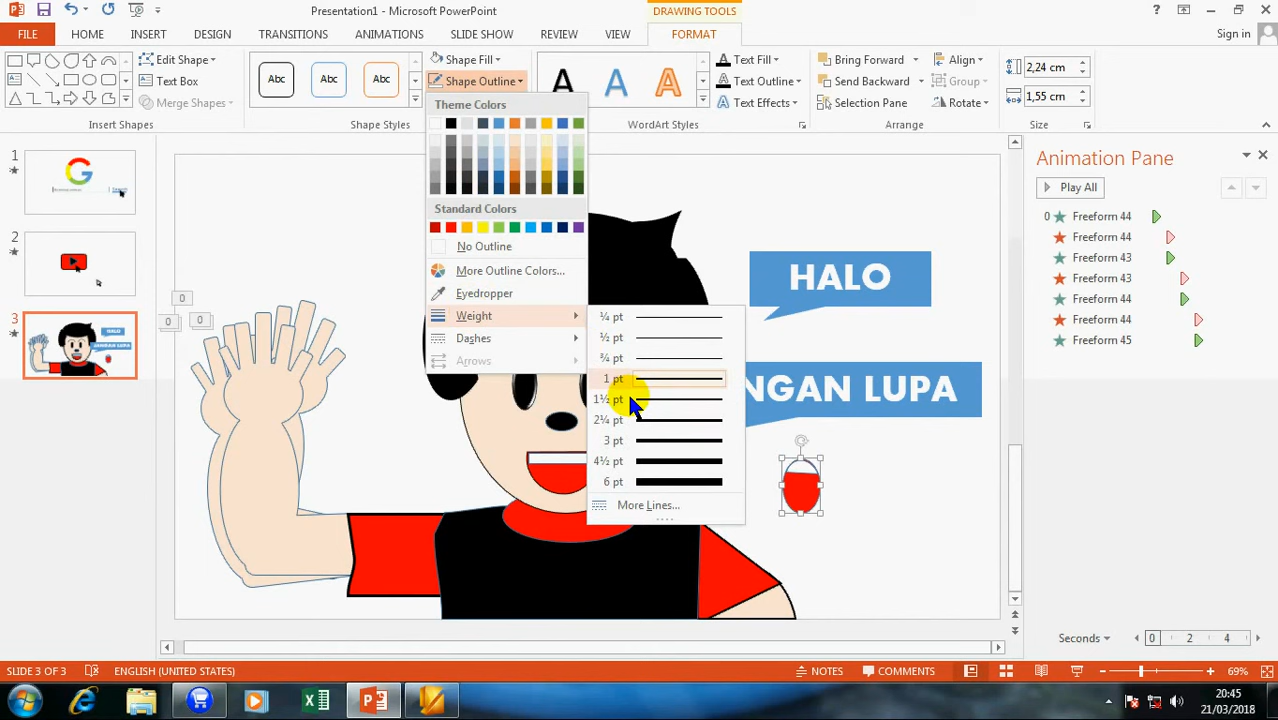 Presentation1 - Microsoft PowerPoint
DRAWING TOOLS
Sign in
FILE
HOME
INSERT
DESIGN
TRANSITIONS
ANIMATIONS
SLIDE SHOW
REVIEW
VIEW
FORMAT
Edit Shape
Text Box
Merge Shapes
Insert Shapes
Abc
Abc
Abc
Shape Styles
Shape Fill
Shape Outline
A
A
A
WordArt Styles
Text Fill
Text Outline
Text Effects
Bring Forward
Send Backward
Selection Pane
Align
Group
Rotate
Arrange
2,24 cm
1,55 cm
Size
Theme Colors
Standard Colors
No Outline
More Outline Colors...
Eyedropper
Weight
Dashes
Arrows
¼ pt
½ pt
¾ pt
1 pt
1½ pt
2¼ pt
3 pt
4½ pt
6 pt
More Lines...
1
2
3
0
0
0
HALO
NGAN LUPA
Animation Pane
Play All
0 Freeform 44
Freeform 44
Freeform 43
Freeform 43
Freeform 44
Freeform 44
Freeform 45
Seconds
0
2
4
SLIDE 3 OF 3
ENGLISH (UNITED STATES)
NOTES
COMMENTS
69%
20:45
21/03/2018